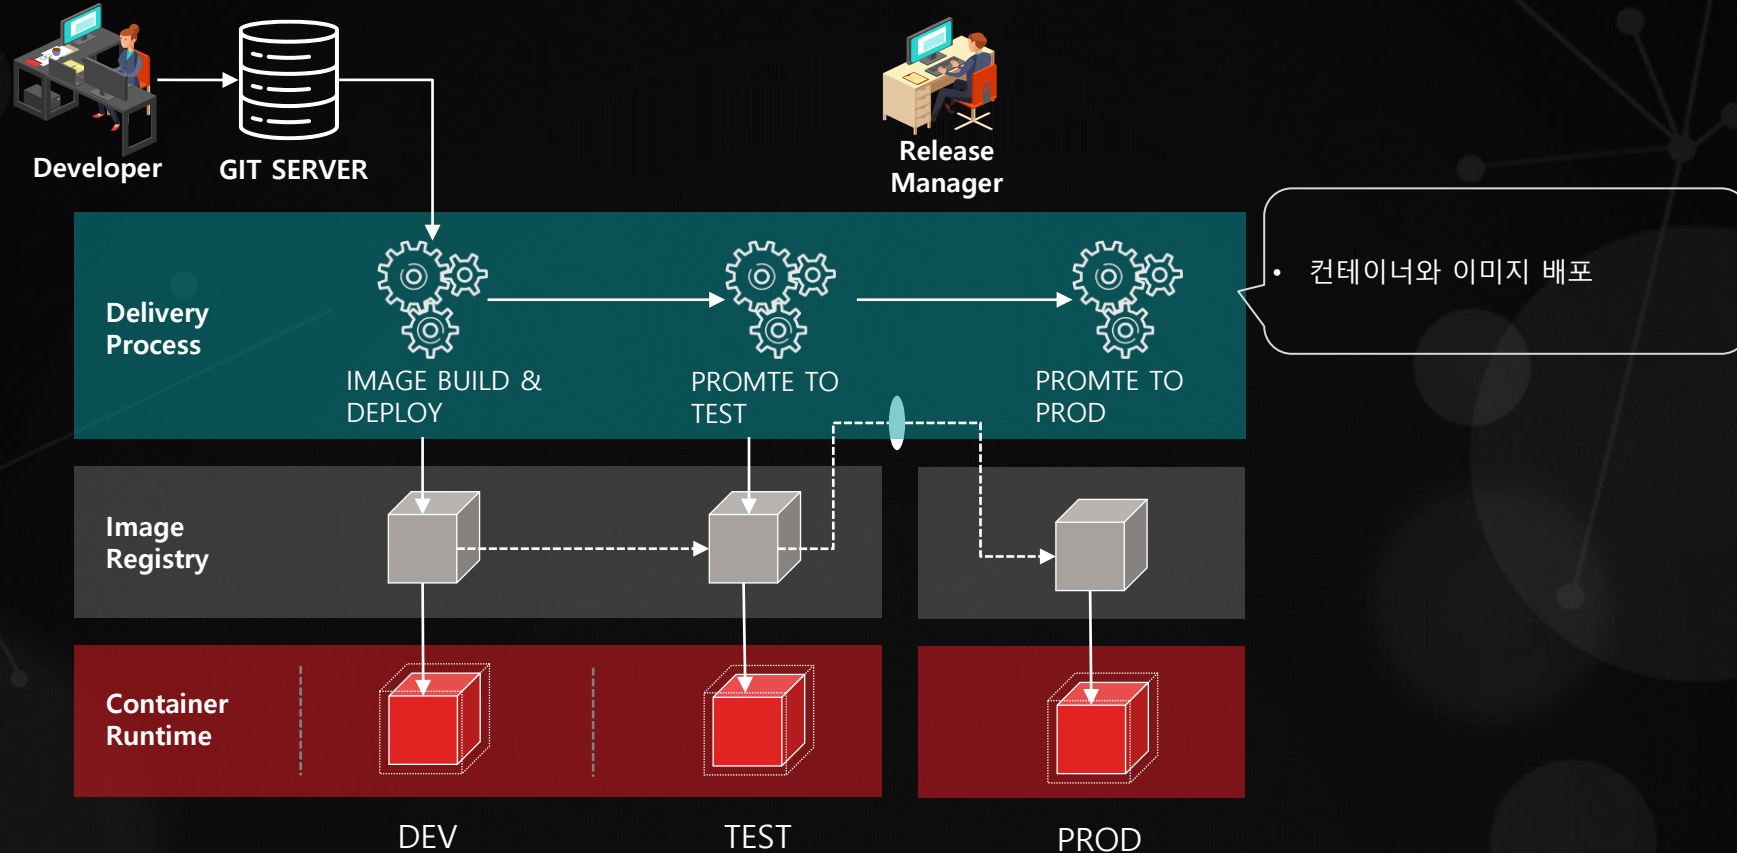 Developer
GIT SERVER
Release
Manager
Delivery
Process
IMAGE BUILD &
DEPLOY
PROMTE TO
TEST
PROMTE TO
PROD
• 컨테이너와 이미지 배포
Image
Registry
Container
Runtime
DEV
TEST
PROD